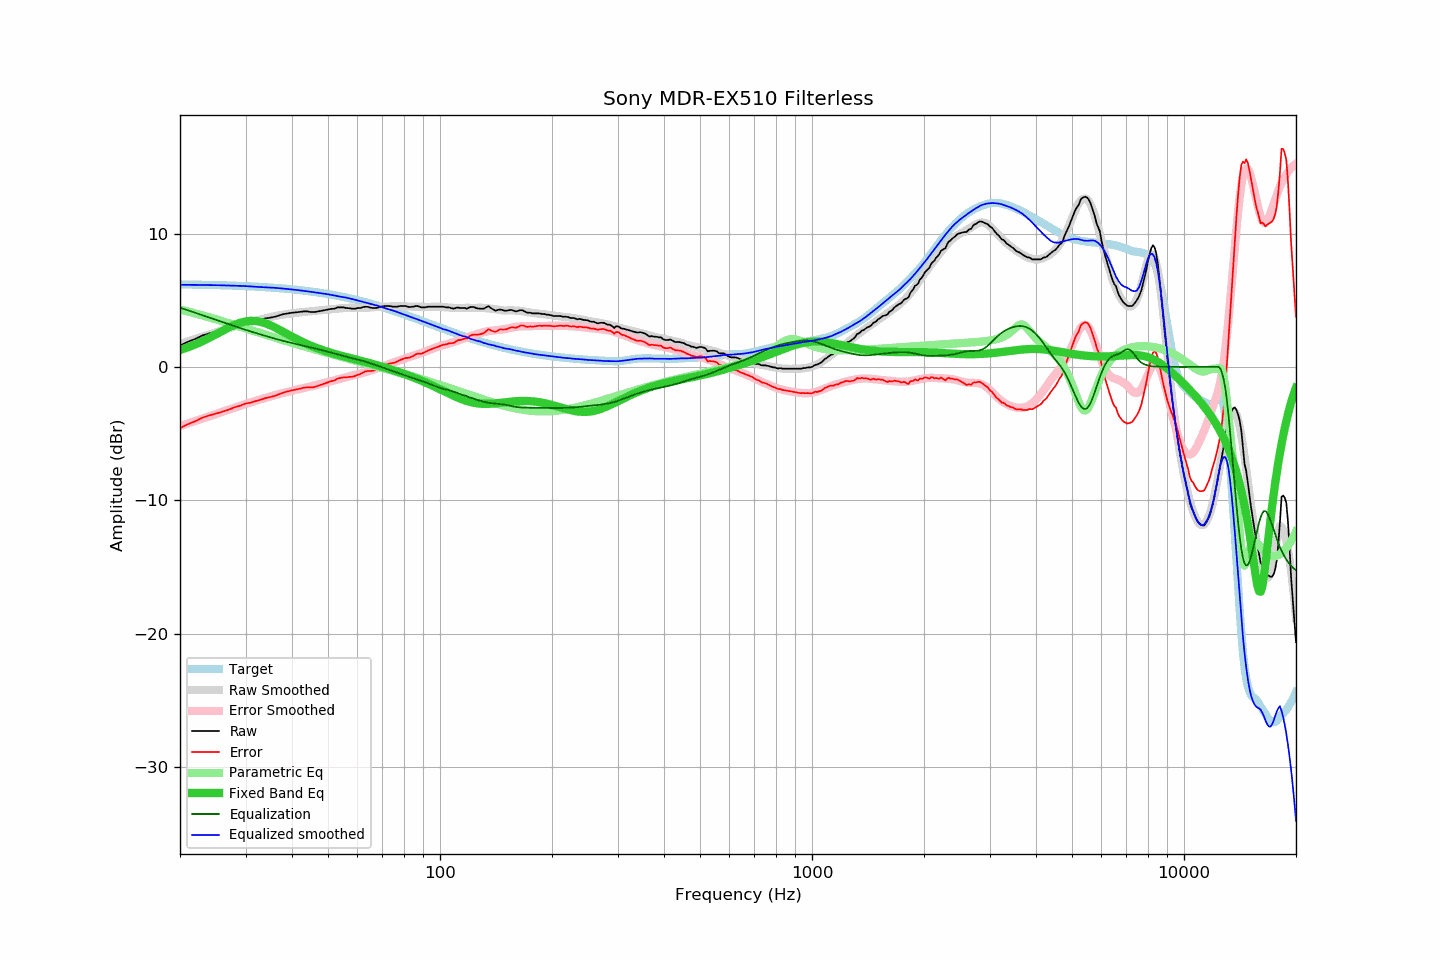 Sony MDR-EX510 Filterless
10
0
−10
−20
−30
Amplitude (dBr)
Target
Raw Smoothed
Error Smoothed
Raw
Error
Parametric Eq
Fixed Band Eq
Equalization
Equalized smoothed
100
1000
10000
Frequency (Hz)